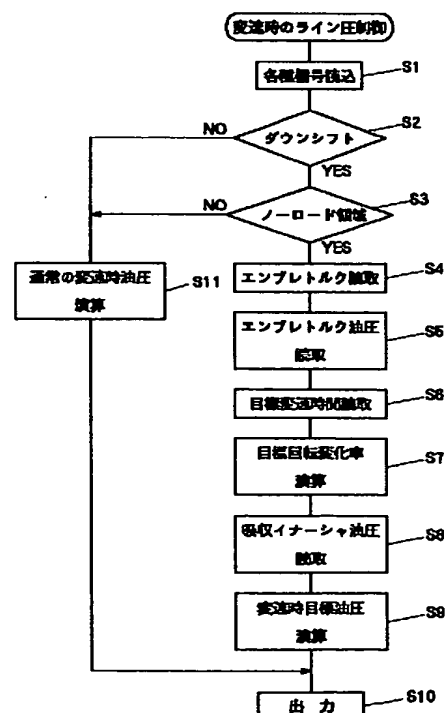 変速時のライン圧制御
各種信号読込
S1
ダウンシフト
S2
NO
YES
ノーロード領域
S3
NO
YES
エンブレトルク読取
S4
通常の変速時油圧
演算
S11
エンブレトルク油圧
読取
S5
目標変速時間読取
S6
目標回転変化率
演算
S7
吸収イナーシャ油圧
読取
S8
変速時目標油圧
演算
S9
出 力
S10